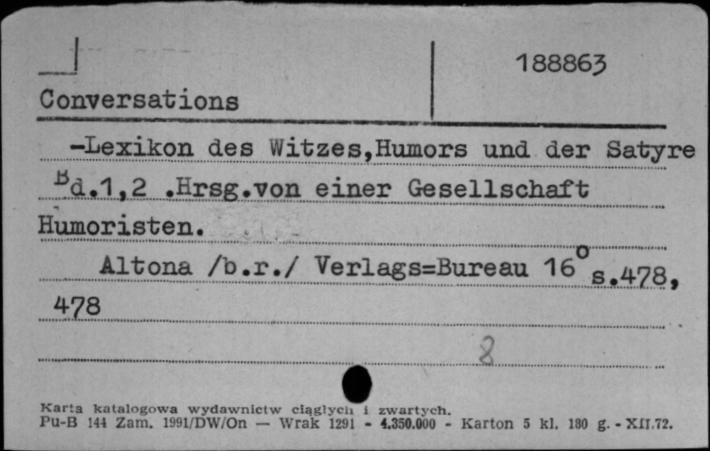 188863
Conversations
-Lexikon des Witzes,Humors und der Satyre
Bd.1,2 .Hrsg.von einer Gesellschaft
Humoristen.
Altona /b.r./ Verlags=Bureau 16° s.478,
478
8
Karta katalogowa wydawnictw ciągłych i zwartych.
Pu-B 144 Zam. 1991/DW/On — Wrak 1291 - 4.350.000 - Karton 5 kl. 180 g. - XII.72.